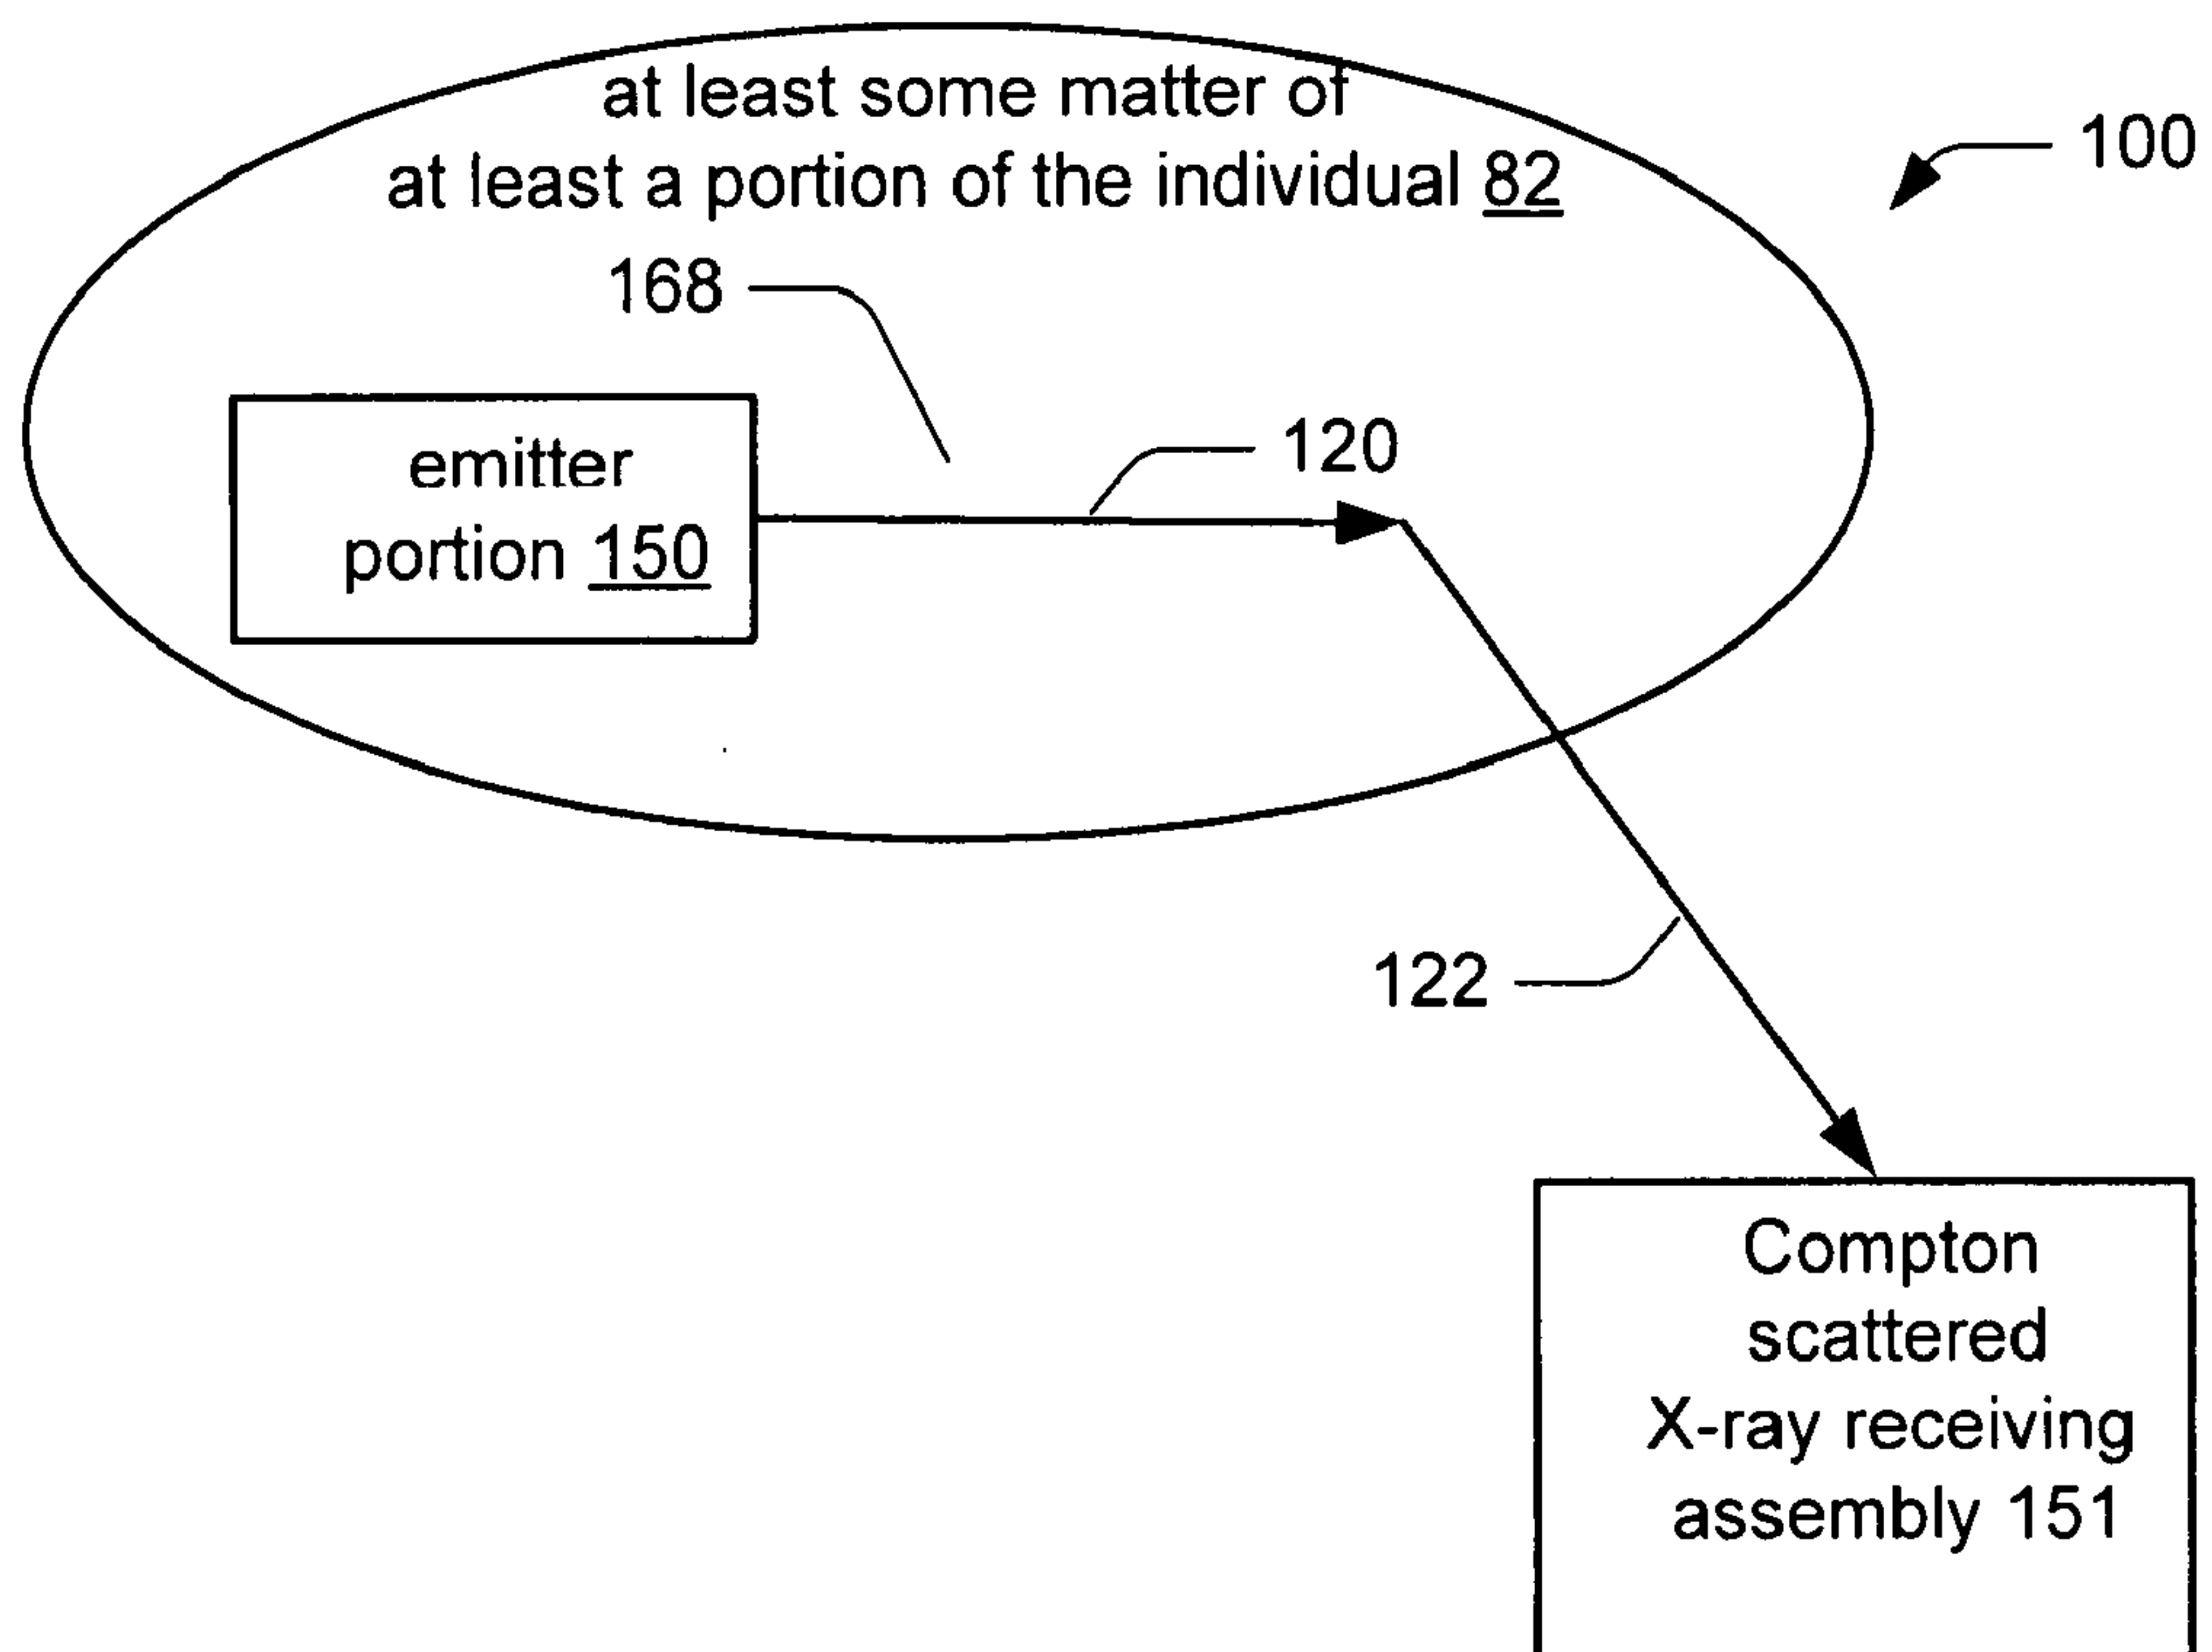 at least some matter of
at least a portion of the individual 82
100
168
120
emitter
portion 150
122
Compton
scattered
X-ray receiving
assembly 151